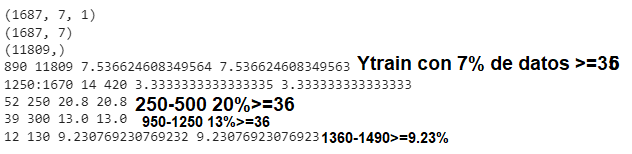 (1687, 7, 1)
(1687, 7)
(11809,)
890 11809 7.536624608349564 7.536624608349563 Ytrain con 7% de datos >=36
1250:1670 14 420 3.3333333333333335 3.333333333333333
52 250 20.8 20.8 250-500 20%>=36
39 300 13.0 13.0 950-1250 13%>=36
12 130 9.230769230769232 9.23076923076923 1360-1490>=9.23%